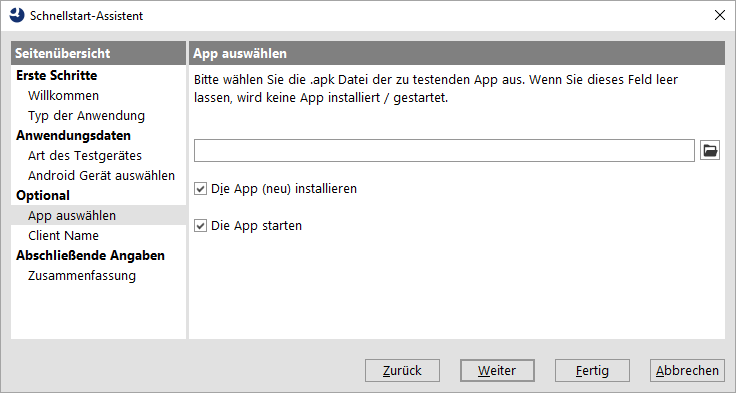 Schnellstart-Assistent
Seitenübersicht
Erste Schritte
Willkommen
Typ der Anwendung
Anwendungsdaten
Art des Testgerätes
Android Gerät auswählen
Optional
App auswählen
Client Name
Abschließende Angaben
Zusammenfassung
App auswählen
Bitte wählen Sie die .apk Datei der zu testenden App aus. Wenn Sie dieses Feld leer
lassen, wird keine App installiert / gestartet.
Die App (neu) installieren
Die App starten
Zurück
Weiter
Fertig
Abbrechen